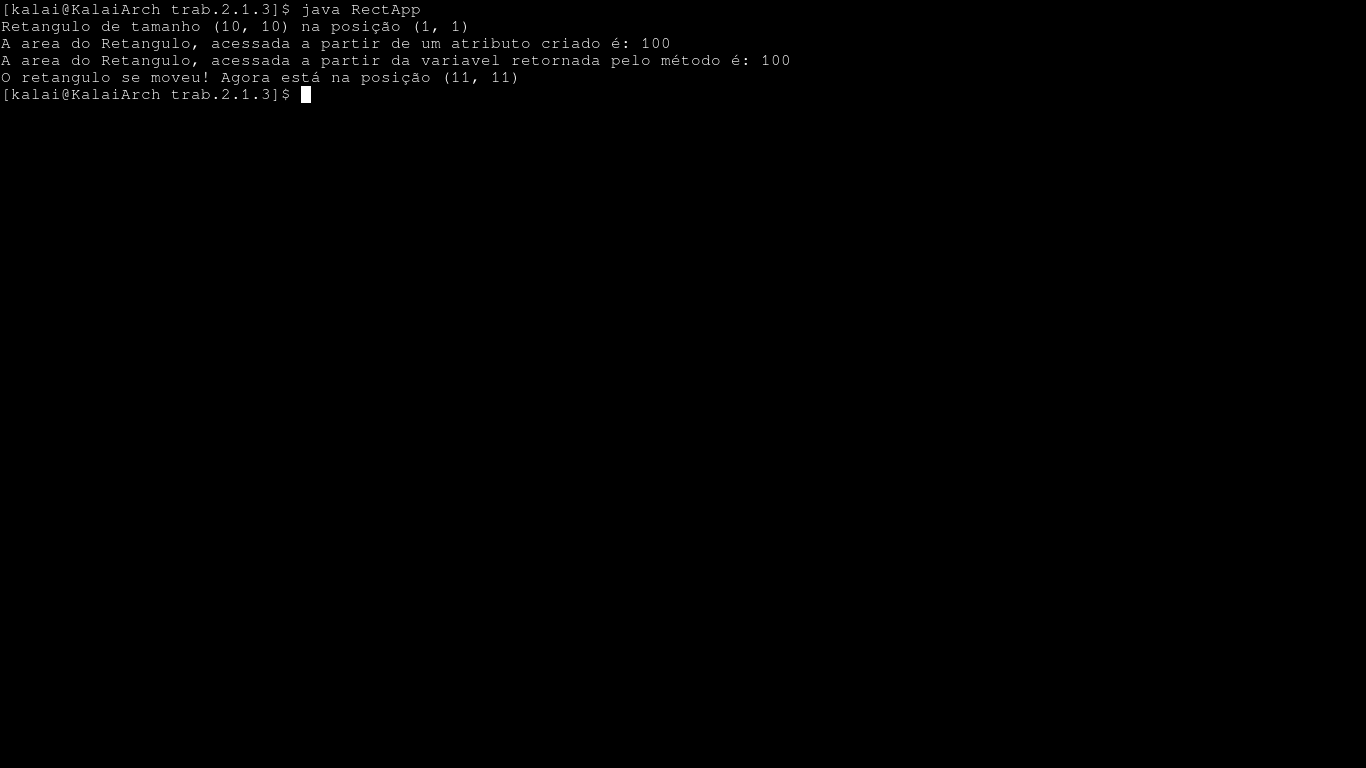 [kalai@KalaiArch trab.2.1.3]$ java RectApp
Retangulo de tamanho (10, 10) na posição (1, 1)
A area do Retangulo, acessada a partir de um atributo criado é: 100
A area do Retangulo, acessada a partir da variavel retornada pelo método é: 100
O retangulo se moveu! Agora está na posição (11, 11)
[kalai@KalaiArch trab.2.1.3]$